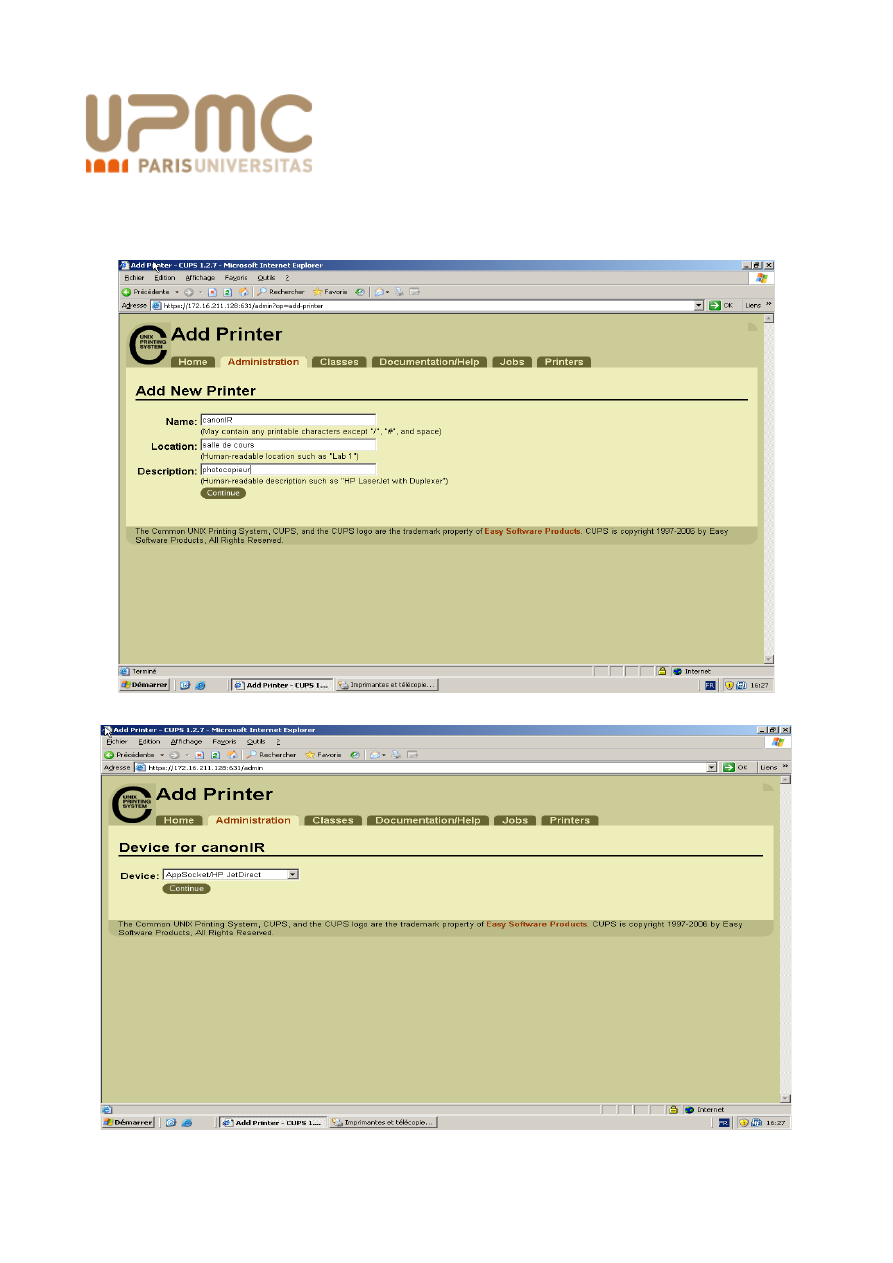 UPMC
PARISUNIVERSITAS
Add Printer - CUPS 1.2.7 - Microsoft Internet Explorer
Fichier Edition Affichage Favoris Outils ?
Précédente Rechercher Favoris
Adresse https://172.16.211.128:631/admin?op=add-printer OK Liens »
UNIX PRINTING SYSTEM
Add Printer
Home Administration Classes Documentation/Help Jobs Printers
Add New Printer
Name: canonIR
(May contain any printable characters except "/", "#", and space)
Location: salle de cours
(Human-readable location such as "Lab 1")
Description: photocopieur
(Human-readable description such as "HP LaserJet with Duplexer")
Continue
The Common UNIX Printing System, CUPS, and the CUPS logo are the trademark property of Easy Software Products. CUPS is copyright 1997-2006 by Easy
Software Products, All Rights Reserved.
Terminé Internet
Démarrer Add Printer - CUPS 1.... Imprimantes et télécopie... FR 16:27
Add Printer - CUPS 1.2.7 - Microsoft Internet Explorer
Fichier Edition Affichage Favoris Outils ?
Précédente Rechercher Favoris
Adresse https://172.16.211.128:631/admin OK Liens »
UNIX PRINTING SYSTEM
Add Printer
Home Administration Classes Documentation/Help Jobs Printers
Device for canonIR
Device: AppSocket/HP JetDirect
Continue
The Common UNIX Printing System, CUPS, and the CUPS logo are the trademark property of Easy Software Products. CUPS is copyright 1997-2006 by Easy
Software Products, All Rights Reserved.
Internet
Démarrer Add Printer - CUPS 1.... Imprimantes et télécopie... FR 16:27